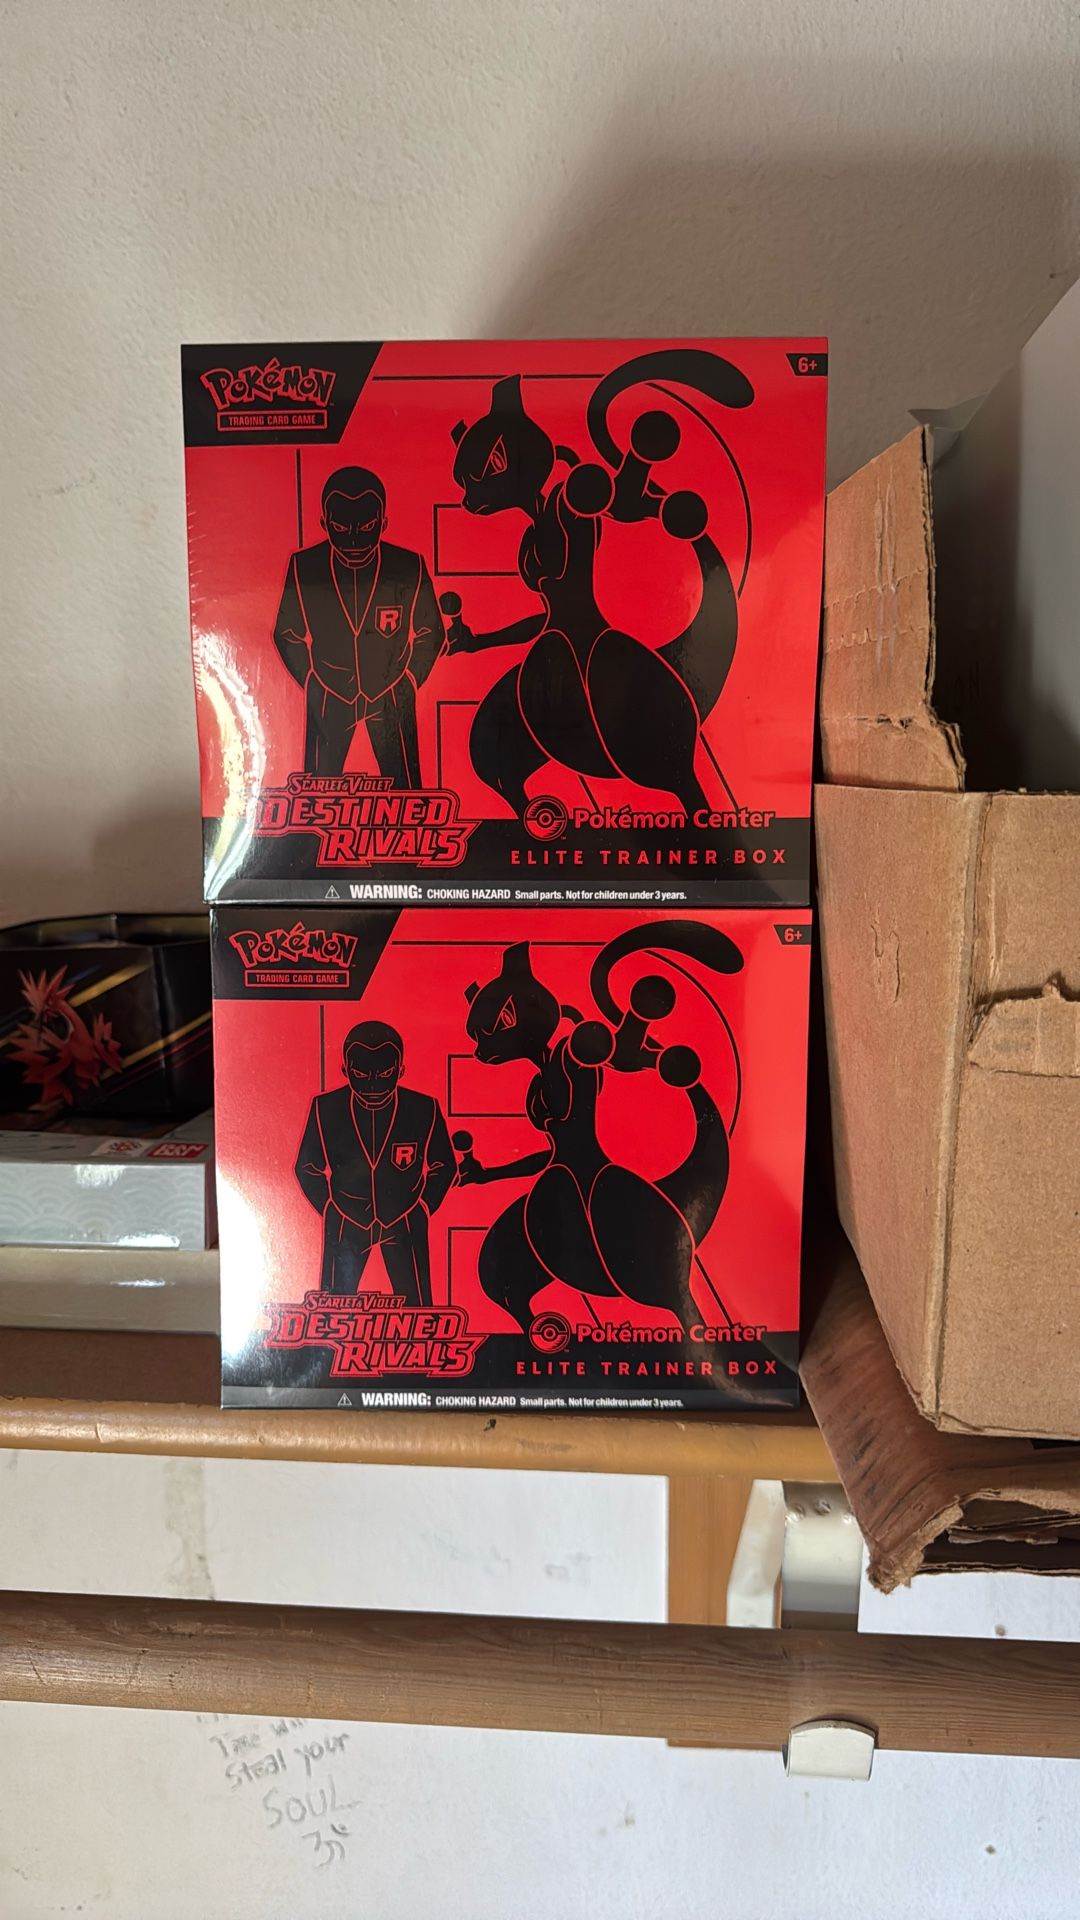 POKÉMON
TRADING CARD GAME
6+
R
SCARLET & VIOLET
DESTINED
RIVALS
Pokémon Center
ELITE TRAINER BOX
WARNING: CHOKING HAZARD Small parts. Not for children under 3 years.
POKÉMON
TRADING CARD GAME
6+
R
SCARLET & VIOLET
DESTINED
RIVALS
Pokémon Center
ELITE TRAINER BOX
WARNING: CHOKING HAZARD Small parts. Not for children under 3 years.
BAN
DAI
Steal your
SOUL